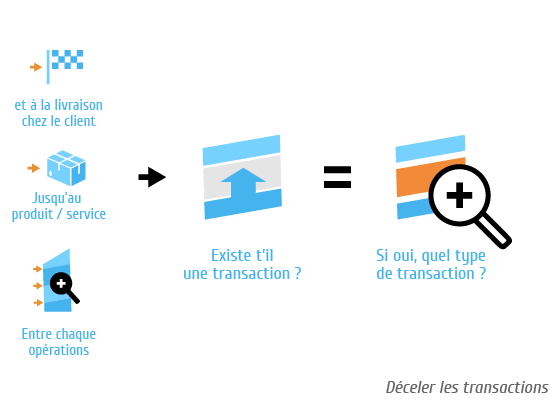 et à la livraison
chez le client
Jusqu'au
produit / service
Entre chaque
opérations
Existe t'il
une transaction ?
Si oui, quel type
de transaction ?
Déceler les transactions